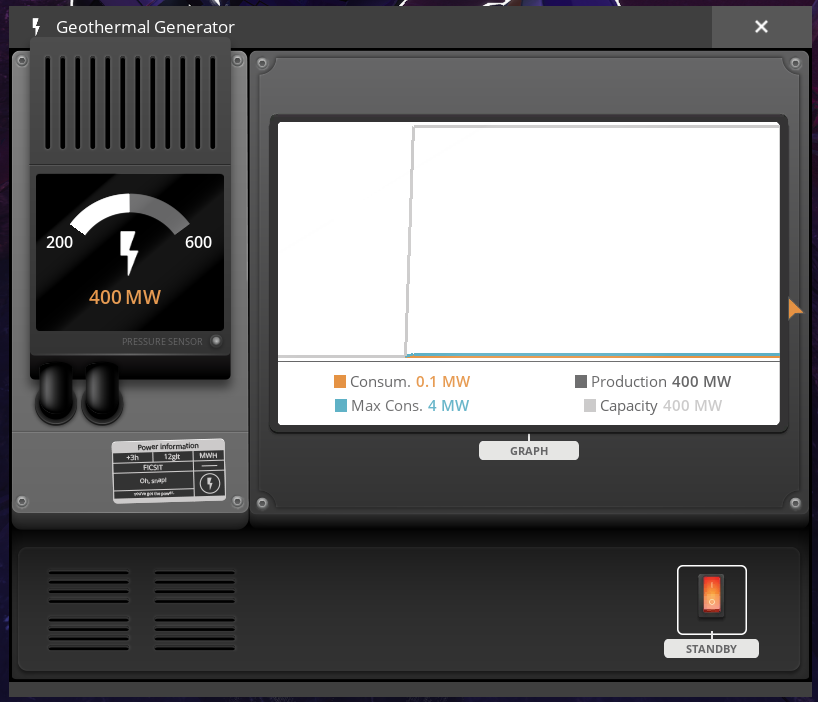 Geothermal Generator
200
600
400 MW
PRESSURE SENSOR
Consum. 0.1 MW
Production 400 MW
Max Cons. 4 MW
Capacity 400 MW
GRAPH
Power information
+3h 12glt MWH
FICSIT
Oh, snap!
you've got the power.
STANDBY